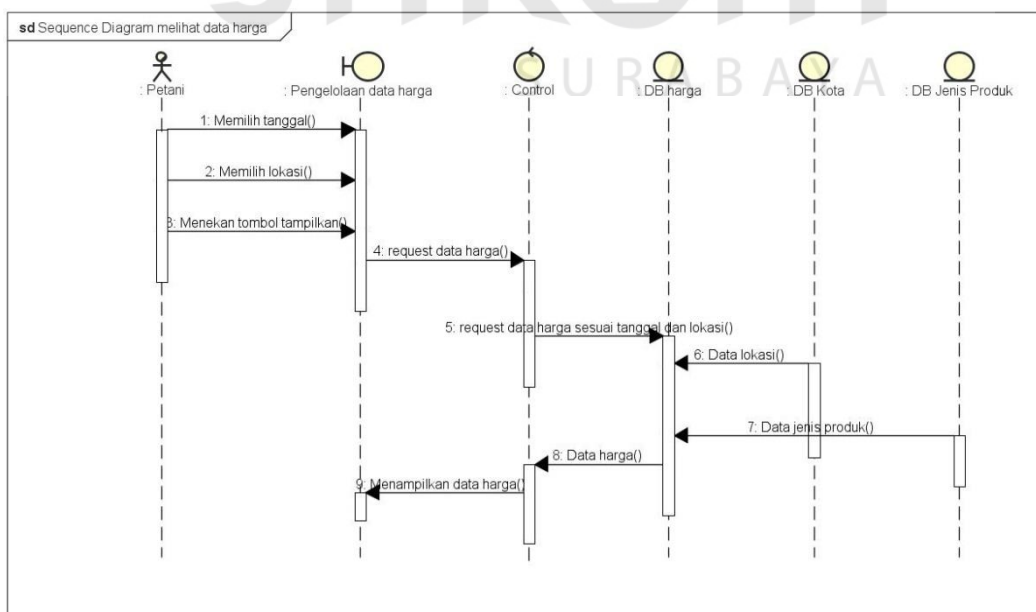 sd Sequence Diagram melihat data harga
SURABAYA
: Petani
: Pengelolaan data harga
: Control
: DB harga
: DB Kota
: DB Jenis Produk
1: Memilih tanggal()
2: Memilih lokasi()
3: Menekan tombol tampilkan()
4: request data harga()
5: request data harga sesuai tanggal dan lokasi()
6: Data lokasi()
7: Data jenis produk()
8: Data harga()
9: Menampilkan data harga()